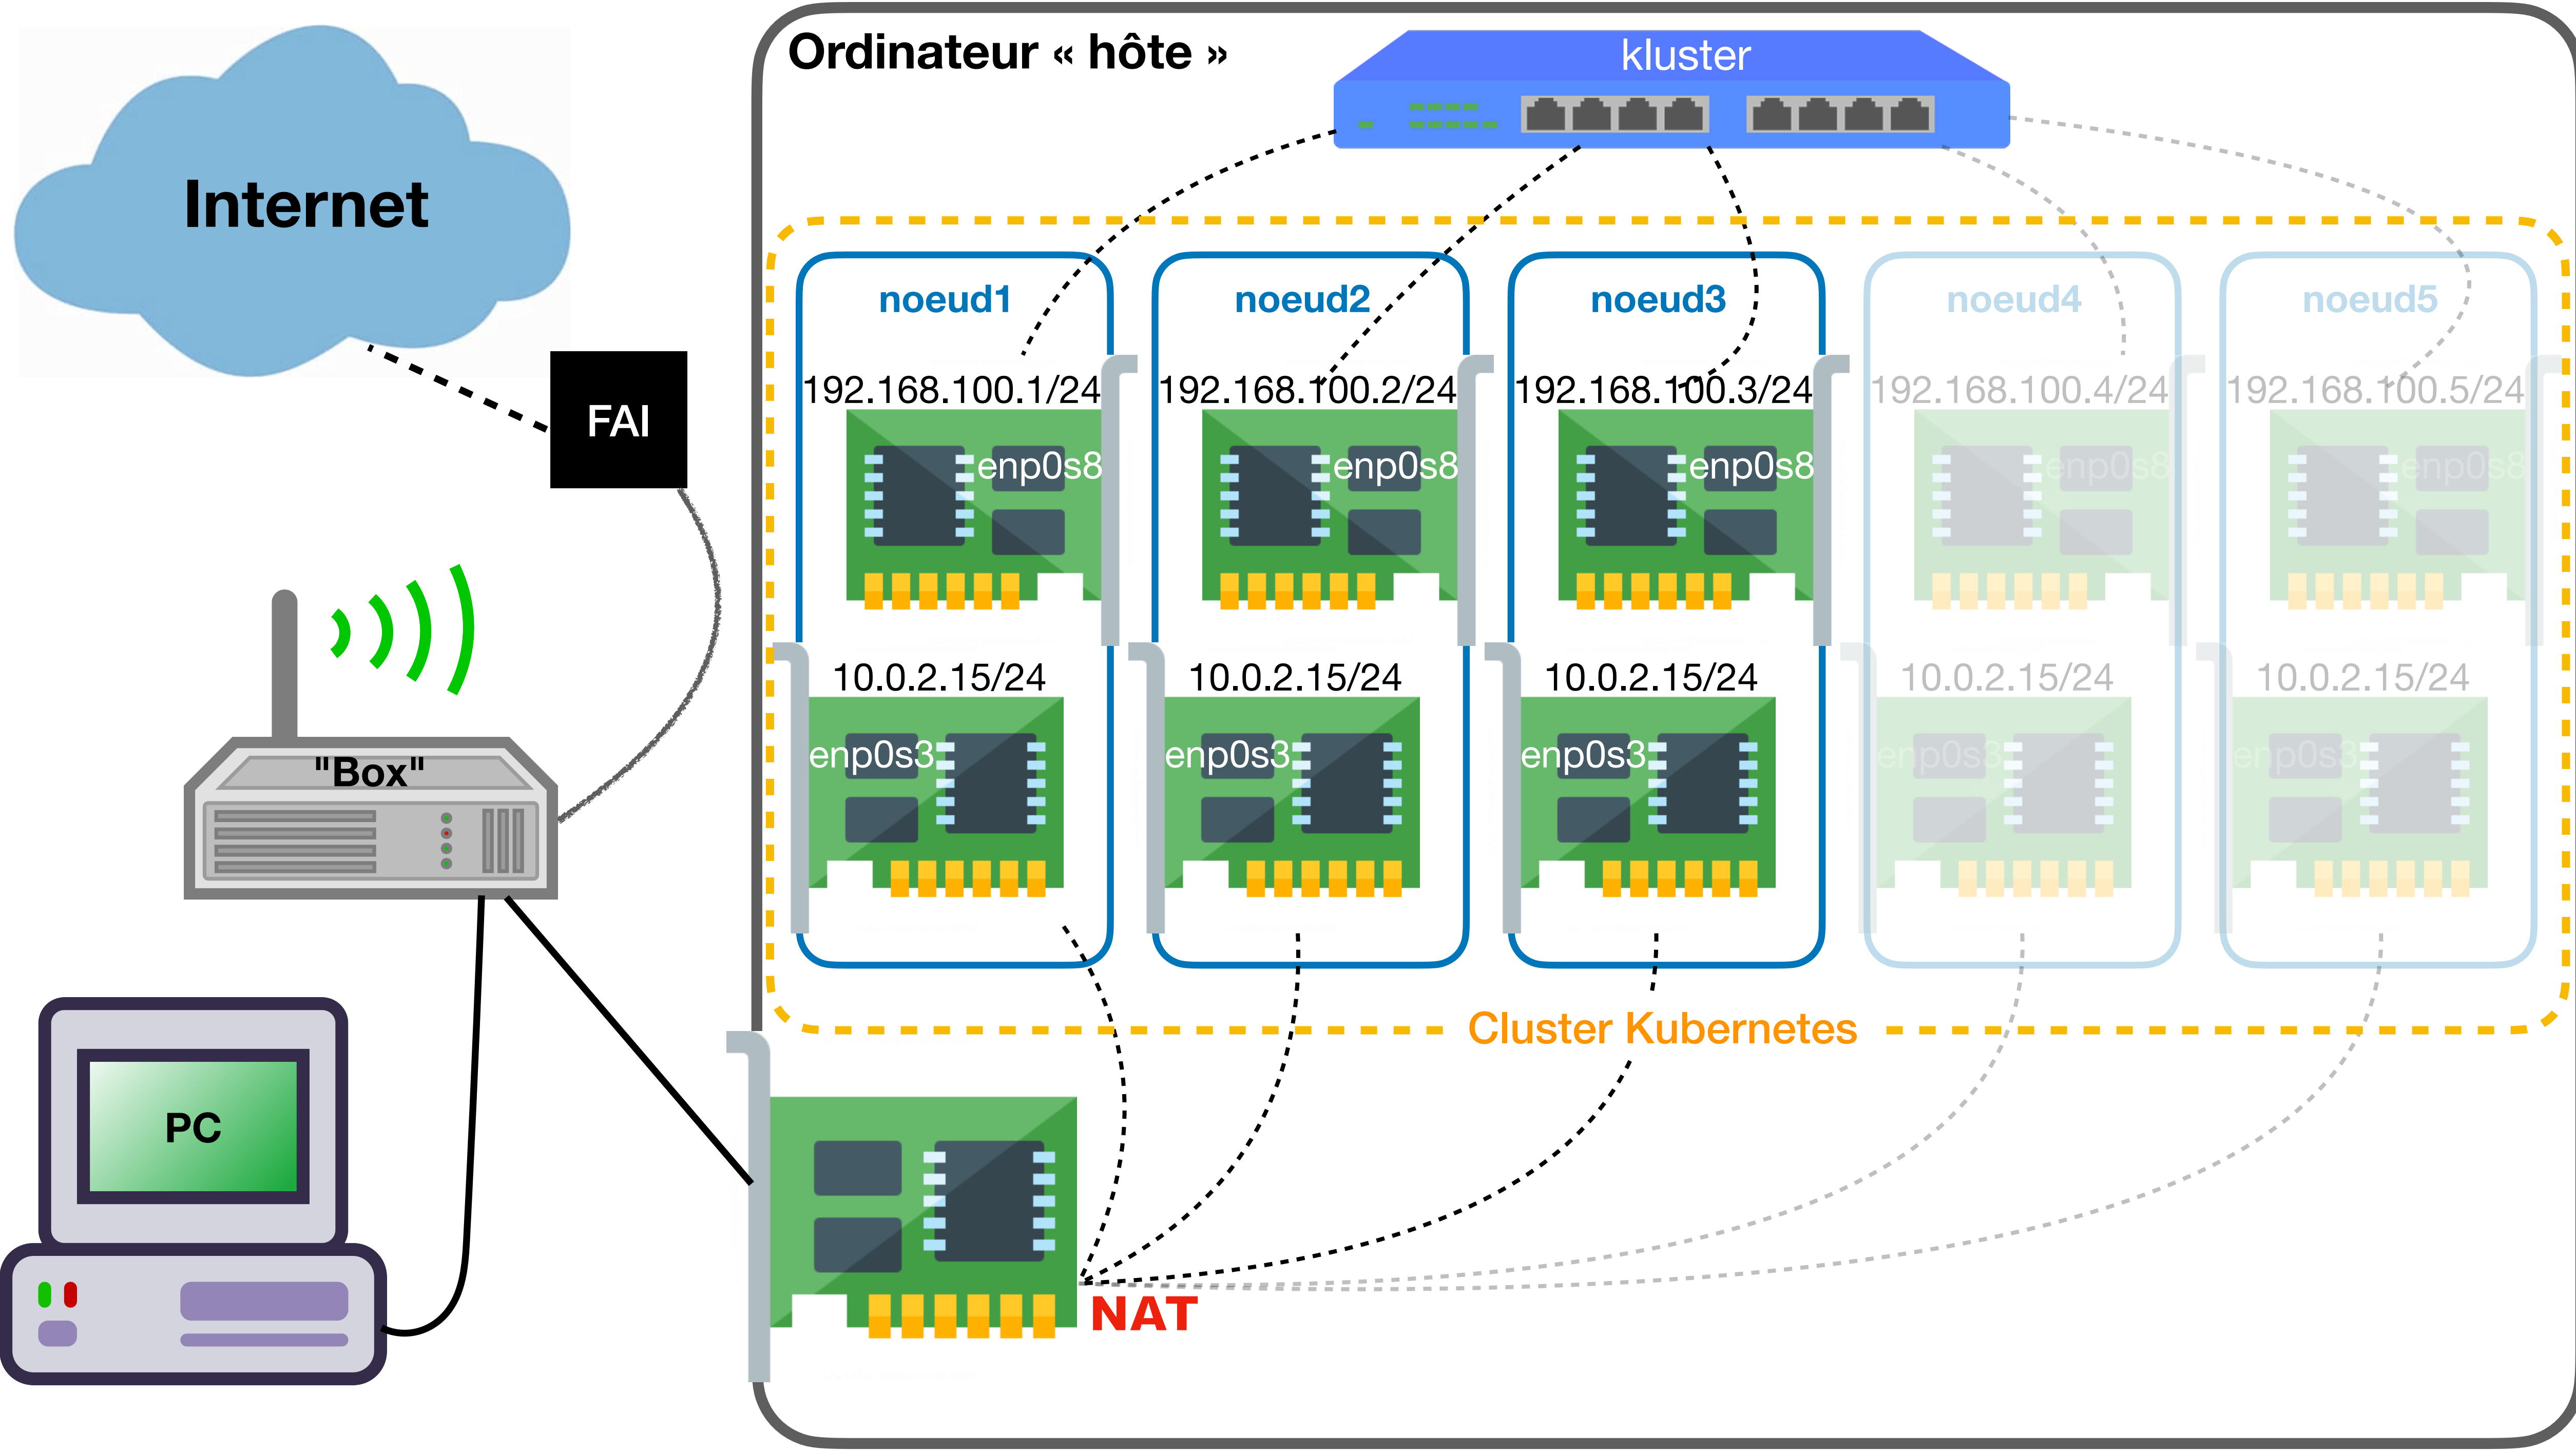 Ordinateur « hôte »
kluster
Internet
FAI
"Box"
PC
noeud1
192.168.100.1/24
enp0s8
10.0.2.15/24
enp0s3
noeud2
192.168.100.2/24
enp0s8
10.0.2.15/24
enp0s3
noeud3
192.168.100.3/24
enp0s8
10.0.2.15/24
enp0s3
noeud4
192.168.100.4/24
enp0s8
10.0.2.15/24
enp0s3
noeud5
192.168.100.5/24
enp0s8
10.0.2.15/24
enp0s3
Cluster Kubernetes
NAT